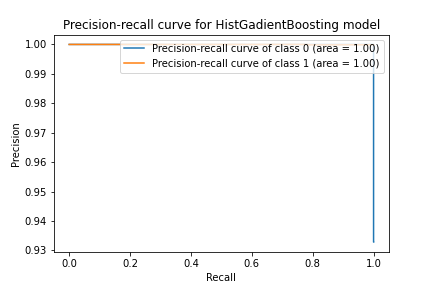 Precision-recall curve for HistGadientBoosting model
Precision-recall curve of class 0 (area = 1.00)
Precision-recall curve of class 1 (area = 1.00)
1.00
0.99
0.98
0.97
0.96
0.95
0.94
0.93
Precision
0.0 0.2 0.4 0.6 0.8 1.0
Recall